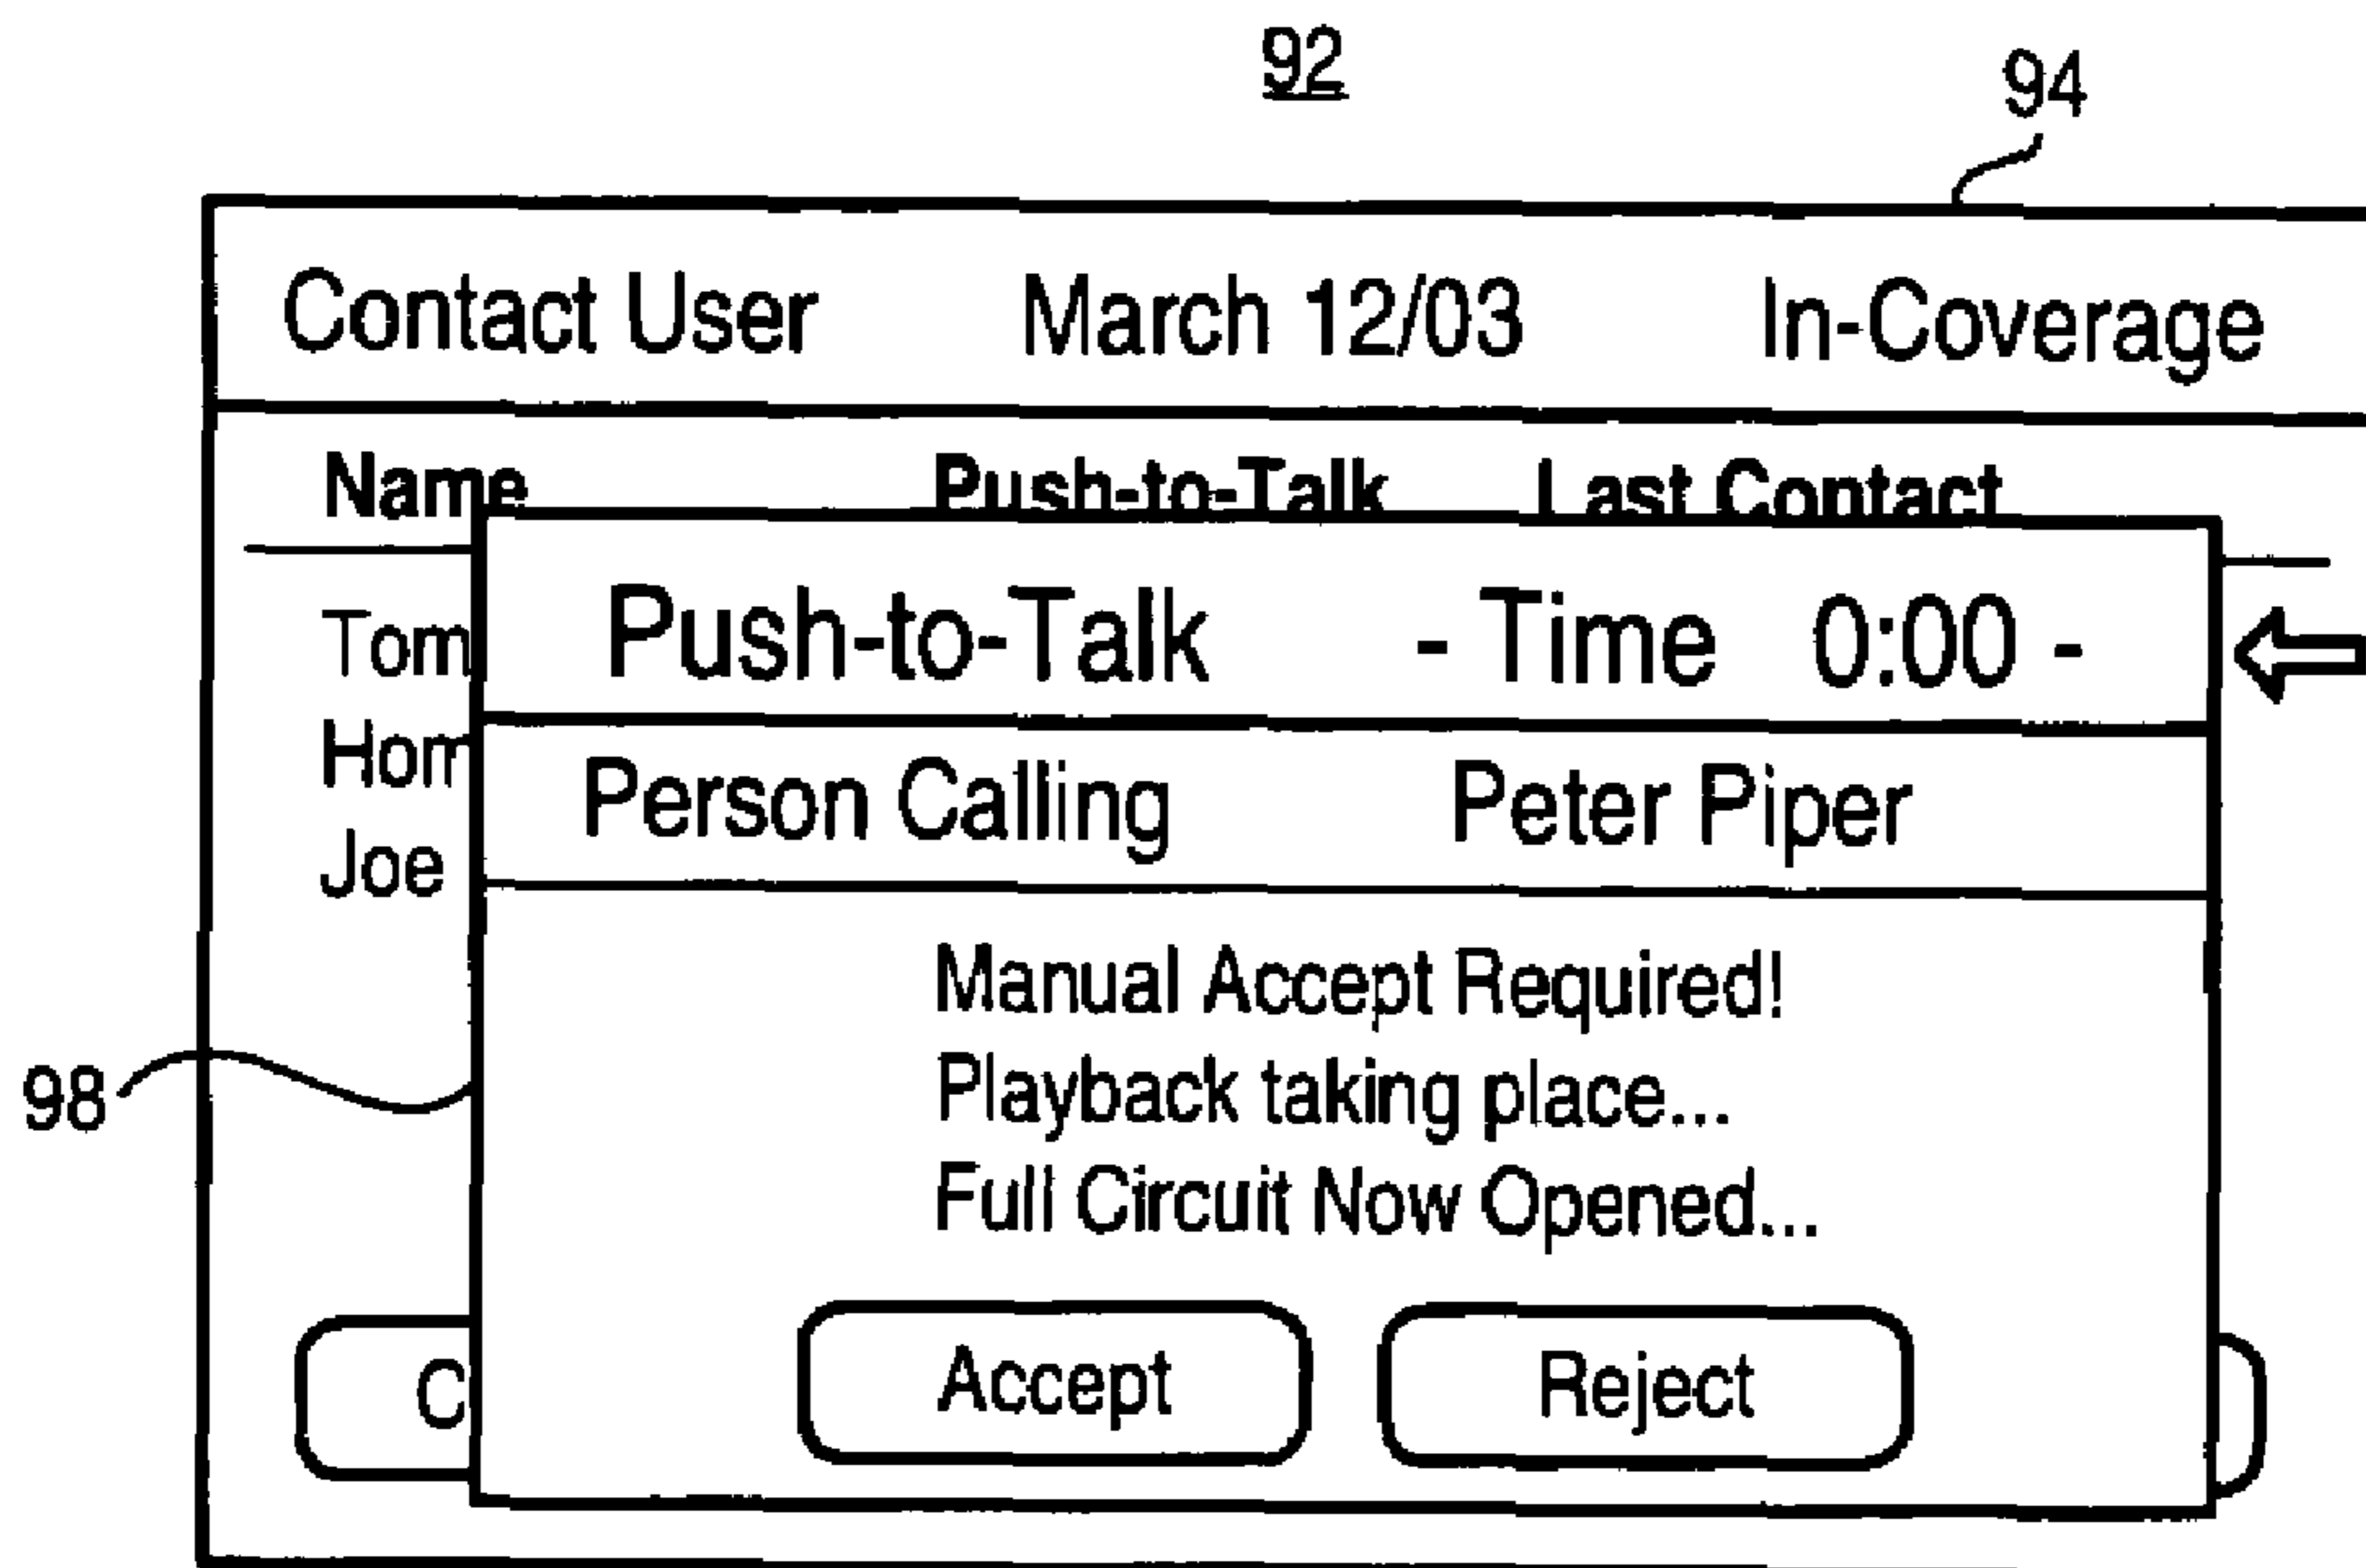 92
94
Contact User March 12/03 In-Coverage
Name Push-to-Talk Last Contact
Push-to-Talk - Time 0:00 -
Tom
Person Calling Peter Piper
Hom
Joe
Manual Accept Required!
Playback taking place...
98
Full Circuit Now Opened...
C Accept Reject